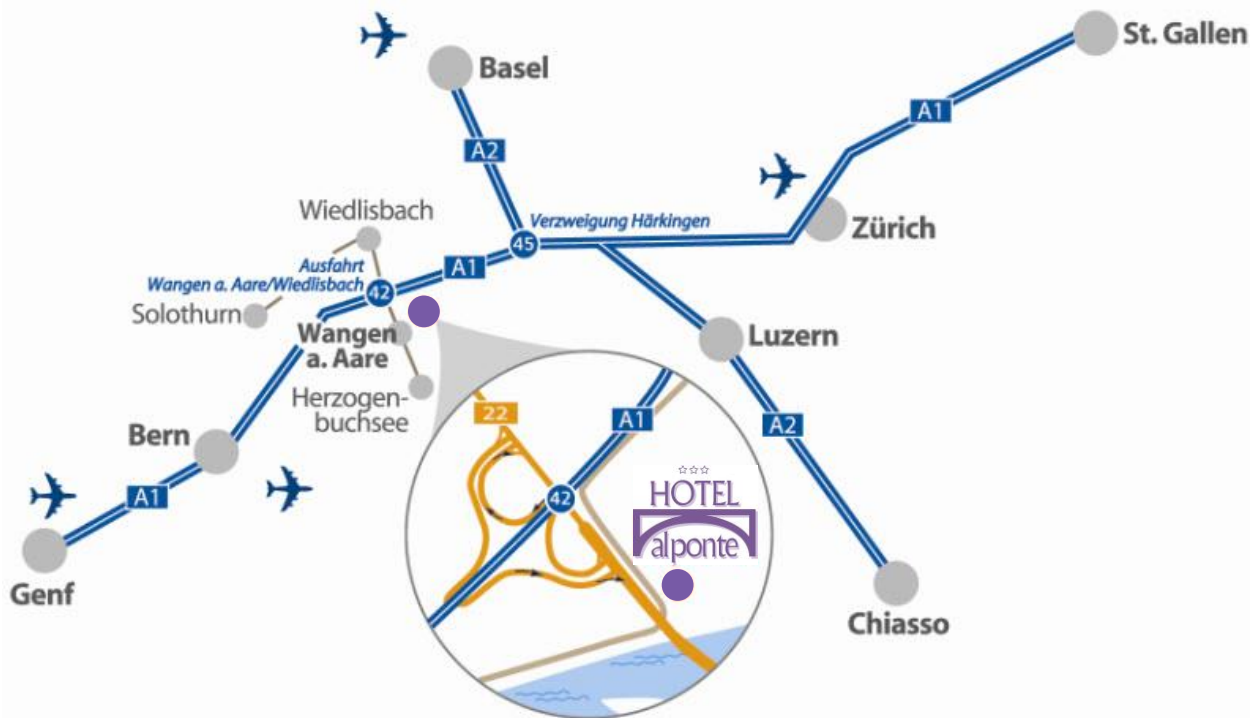 St. Gallen
Basel
A1
A2
Wiedlisbach
Verzweigung Härkingen
Zürich
45
Ausfahrt
Wangen a. Aare/Wiedlisbach
A1
42
Solothurn
Wangen
a. Aare
Luzern
Herzogen-
buchsee
22
A1
A2
Bern
42
☆☆☆
HOTEL
alponte
A1
Genf
Chiasso